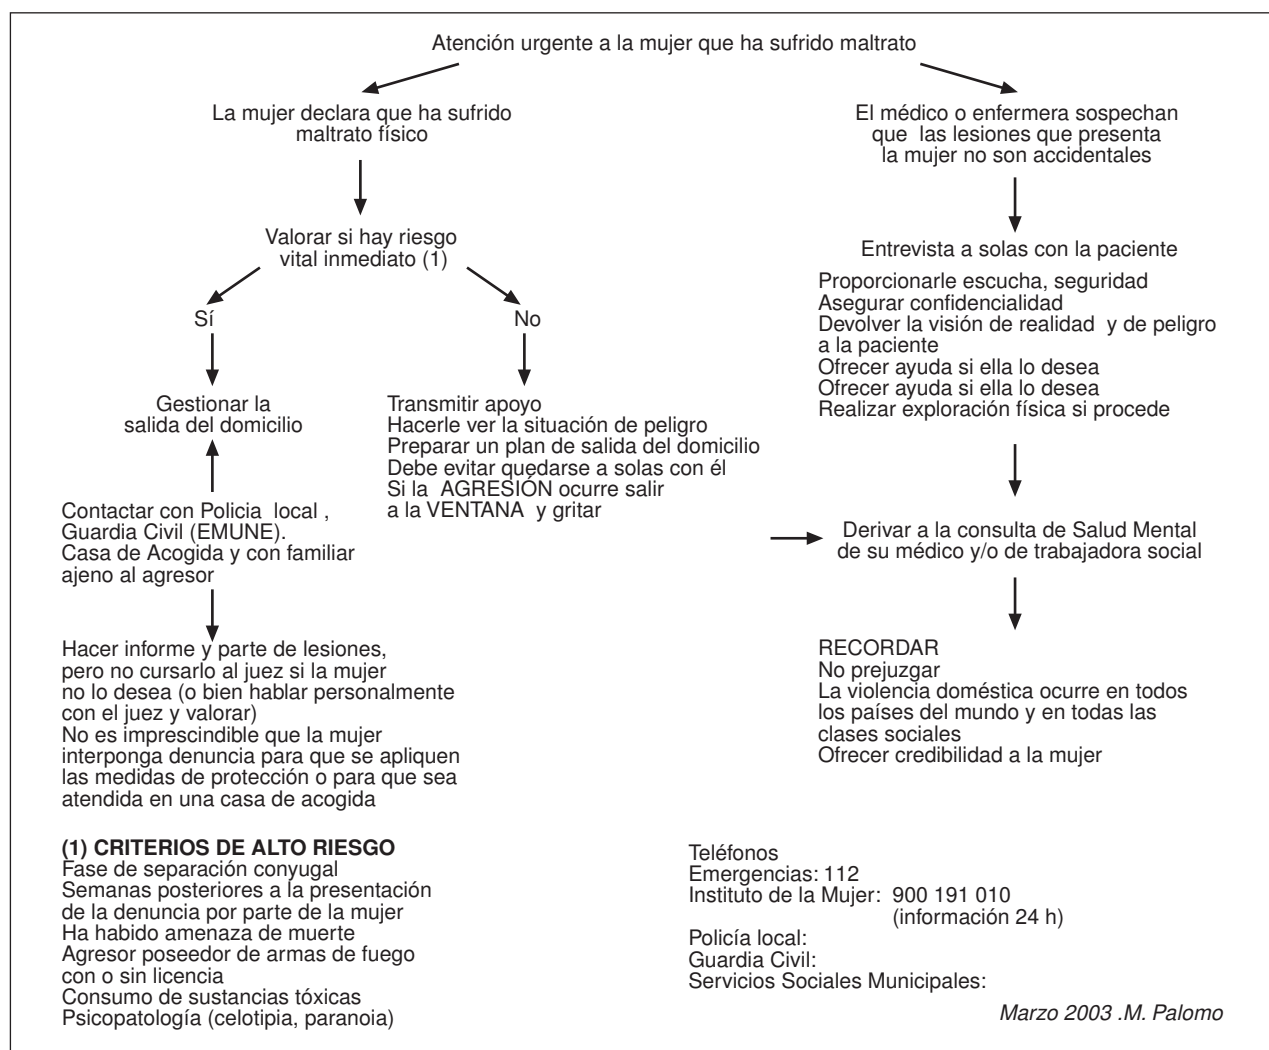 Atención urgente a la mujer que ha sufrido maltrato
La mujer declara que ha sufrido
maltrato físico
El médico o enfermera sospechan
que las lesiones que presenta
la mujer no son accidentales
Valorar si hay riesgo
vital inmediato (1)
Sí
No
Gestionar la
salida del domicilio
Transmitir apoyo
Hacerle ver la situación de peligro
Preparar un plan de salida del domicilio
Debe evitar quedarse a solas con él
Si la AGRESIÓN ocurre salir
a la VENTANA y gritar
Contactar con Policia local ,
Guardia Civil (EMUNE).
Casa de Acogida y con familiar
ajeno al agresor
Hacer informe y parte de lesiones,
pero no cursarlo al juez si la mujer
no lo desea (o bien hablar personalmente
con el juez y valorar)
No es imprescindible que la mujer
interponga denuncia para que se apliquen
las medidas de protección o para que sea
atendida en una casa de acogida
Entrevista a solas con la paciente
Proporcionarle escucha, seguridad
Asegurar confidencialidad
Devolver la visión de realidad y de peligro
a la paciente
Ofrecer ayuda si ella lo desea
Ofrecer ayuda si ella lo desea
Realizar exploración física si procede
Derivar a la consulta de Salud Mental
de su médico y/o de trabajadora social
RECORDAR
No prejuzgar
La violencia doméstica ocurre en todos
los países del mundo y en todas las
clases sociales
Ofrecer credibilidad a la mujer
(1) CRITERIOS DE ALTO RIESGO
Fase de separación conyugal
Semanas posteriores a la presentación
de la denuncia por parte de la mujer
Ha habido amenaza de muerte
Agresor poseedor de armas de fuego
con o sin licencia
Consumo de sustancias tóxicas
Psicopatología (celotipia, paranoia)
Teléfonos
Emergencias: 112
Instituto de la Mujer: 900 191 010
(información 24 h)
Policía local:
Guardia Civil:
Servicios Sociales Municipales:
Marzo 2003 .M. Palomo